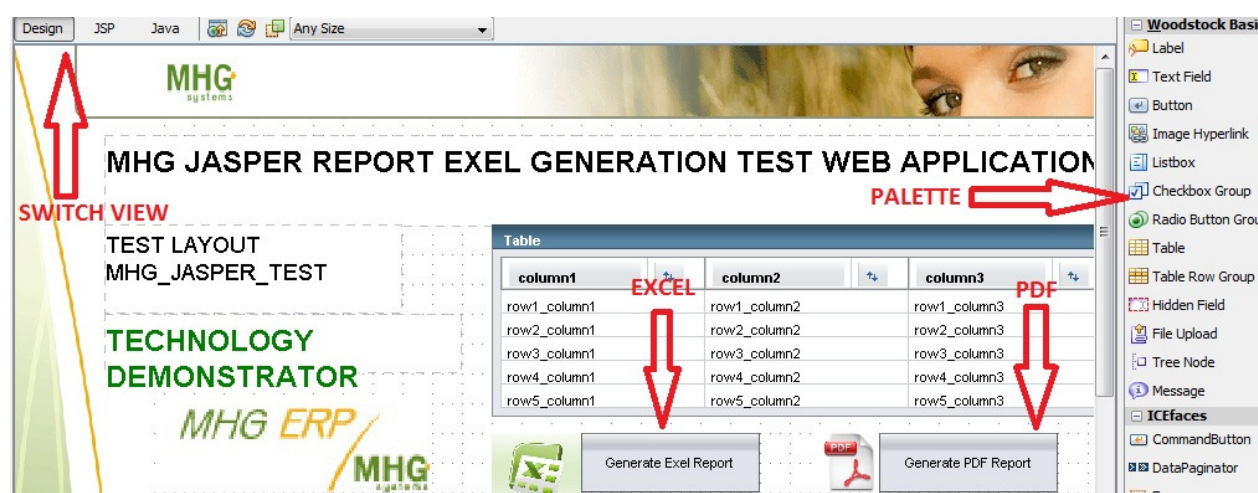 Design JSP Java Any Size
MHG
systems
MHG JASPER REPORT EXEL GENERATION TEST WEB APPLICATION
PALETTE
SWITCH VIEW
TEST LAYOUT
MHG_JASPER_TEST
TECHNOLOGY
DEMONSTRATOR
MHG ERP
MHG
systems
Table
column1 column2 column3
EXCEL PDF
row1_column1 row1_column2 row1_column3
row2_column1 row2_column2 row2_column3
row3_column1 row3_column2 row3_column3
row4_column1 row4_column2 row4_column3
row5_column1 row5_column2 row5_column3
Generate Exel Report
PDF
Generate PDF Report
Woodstock Basi
Label
Text Field
Button
Image Hyperlink
Listbox
Checkbox Group
Radio Button Grou
Table
Table Row Group
Hidden Field
File Upload
Tree Node
Message
ICEfaces
CommandButton
DataPaginator